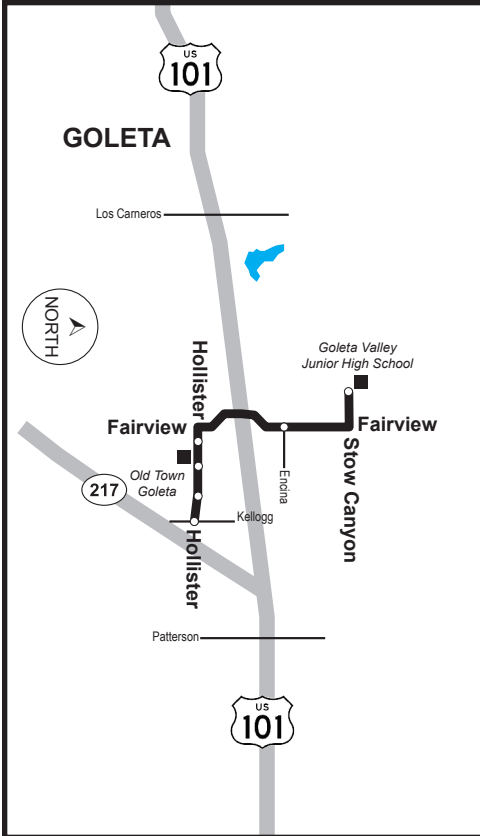 US
101
GOLETA
Los Carneros
NORTH
Goleta Valley
Junior High School
Hollister
Fairview
Fairview
Stow Canyon
Encina
Old Town
Goleta
217
Kellogg
Hollister
Patterson
US
101